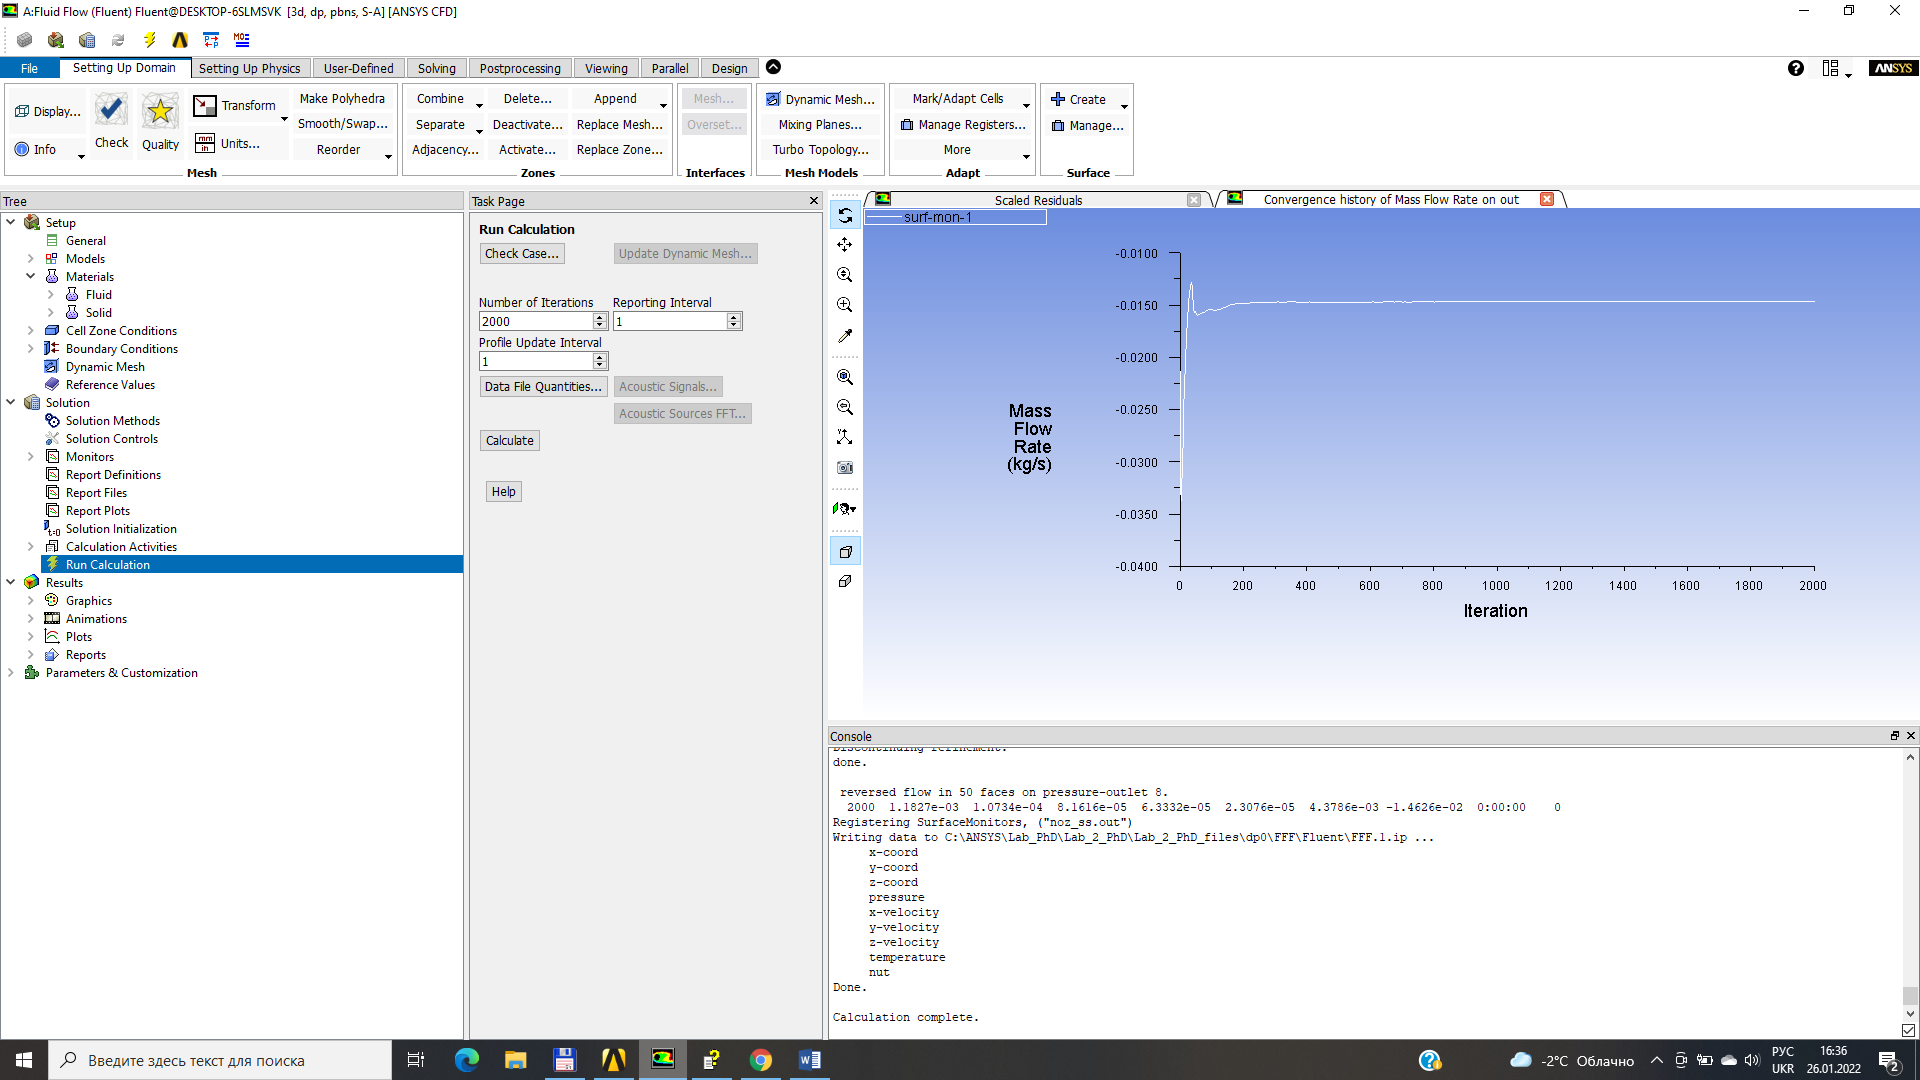 A:Fluid Flow (Fluent) Fluent@DESKTOP-6SLMSVK [3d, dp, pbns, S-A] [ANSYS CFD]
File Setting Up Domain Setting Up Physics User-Defined Solving Postprocessing Viewing Parallel Design ANSYS
Display... Check Quality Transform Make Polyhedra Combine Delete... Append Mesh... Dynamic Mesh... Mark/Adapt Cells Create
Info Units... Smooth/Swap... Separate Deactivate... Replace Mesh... Overset... Mixing Planes... Manage Registers... Manage...
Reorder Adjacency... Activate... Replace Zone... Turbo Topology... More
Mesh Zones Interfaces Mesh Models Adapt Surface
Tree
Setup
General
Models
Materials
Fluid
Solid
Cell Zone Conditions
Boundary Conditions
Dynamic Mesh
Reference Values
Solution
Solution Methods
Solution Controls
Monitors
Report Definitions
Report Files
Report Plots
Solution Initialization
Calculation Activities
Run Calculation
Results
Graphics
Animations
Plots
Reports
Parameters & Customization
Task Page
Run Calculation
Check Case... Update Dynamic Mesh...
Number of Iterations Reporting Interval
2000 1
Profile Update Interval
1
Data File Quantities... Acoustic Signals...
Acoustic Sources FFT...
Calculate
Help
Scaled Residuals Convergence history of Mass Flow Rate on out
surf-mon-1
-0.0100
-0.0150
-0.0200
-0.0250
-0.0300
-0.0350
-0.0400
Mass
Flow
Rate
(kg/s)
0 200 400 600 800 1000 1200 1400 1600 1800 2000
Iteration
Console
Discontinuing refinement.
done.
reversed flow in 50 faces on pressure-outlet 8.
2000 1.1827e-03 1.0734e-04 8.1616e-05 6.3332e-05 2.3076e-05 4.3786e-03 -1.4626e-02 0:00:00 0
Registering SurfaceMonitors, ("noz_ss.out")
Writing data to C:\ANSYS\Lab_PhD\Lab_2_PhD\Lab_2_PhD_files\dp0\FFF\Fluent\FFF.1.ip ...
x-coord
y-coord
z-coord
pressure
x-velocity
y-velocity
z-velocity
temperature
nut
Done.
Calculation complete.
Введите здесь текст для поиска
-2°C Облачно
РУС
UKR
16:36
26.01.2022
2